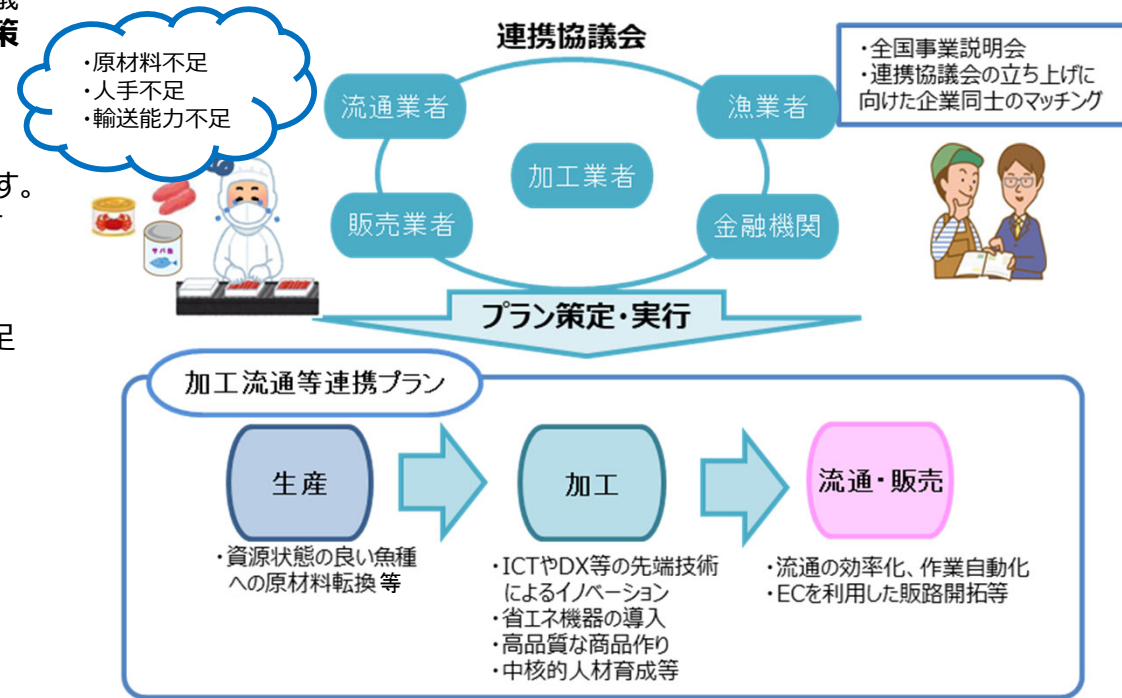 策
・原材料不足
・人手不足
・輸送能力不足
す。
足
連携協議会
流通業者
漁業者
加工業者
販売業者
金融機関
・全国事業説明会
・連携協議会の立ち上げに
向けた企業同士のマッチング
サバ缶
プラン策定・実行
加工流通等連携プラン
生産
加工
流通・販売
・資源状態の良い魚種
への原材料転換 等
・ICTやDX等の先端技術
によるイノベーション
・省エネ機器の導入
・高品質な商品作り
・中核的人材育成等
・流通の効率化、作業自動化
・ECを利用した販路開拓等